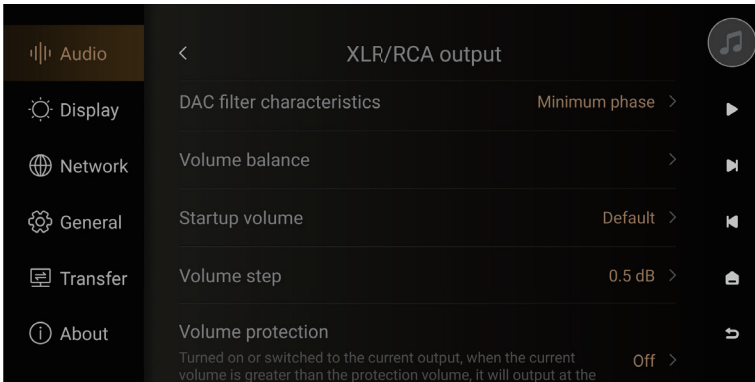 Audio
Display
Network
General
Transfer
About
XLR/RCA output
DAC filter characteristics Minimum phase
Volume balance
Startup volume Default
Volume step 0.5 dB
Volume protection
Turned on or switched to the current output, when the current
volume is greater than the protection volume, it will output at the
Off